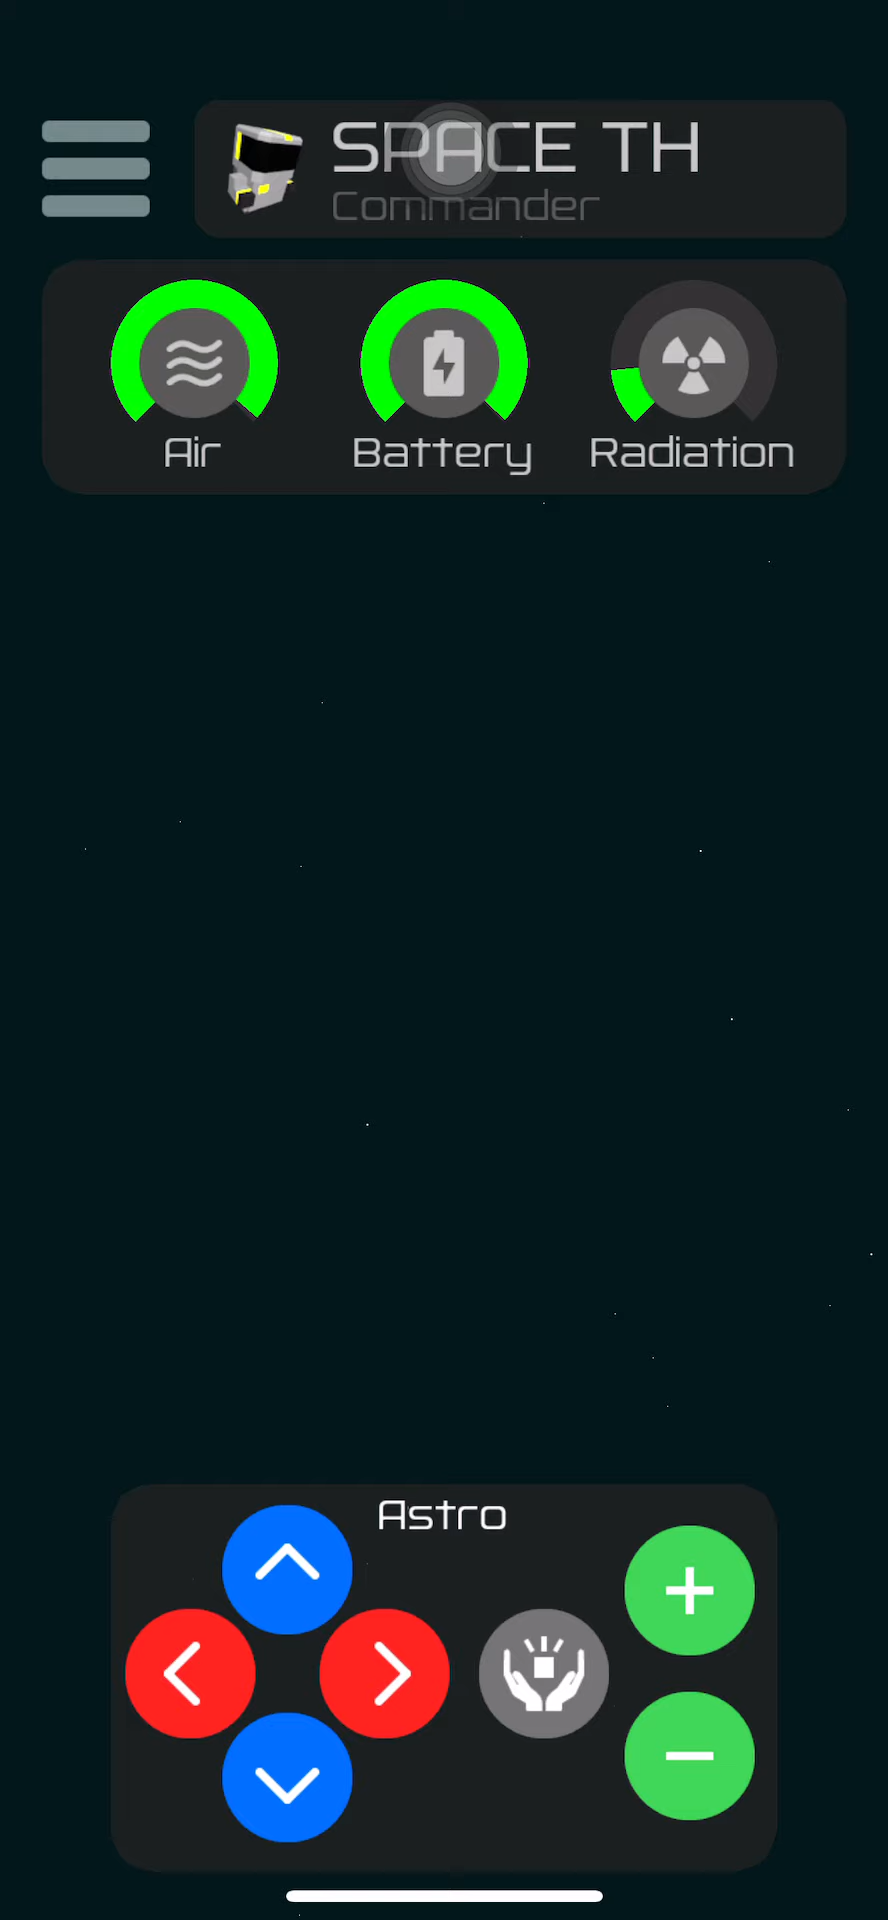 SPACE TH
Commander
Air
Battery
Radiation
Astro